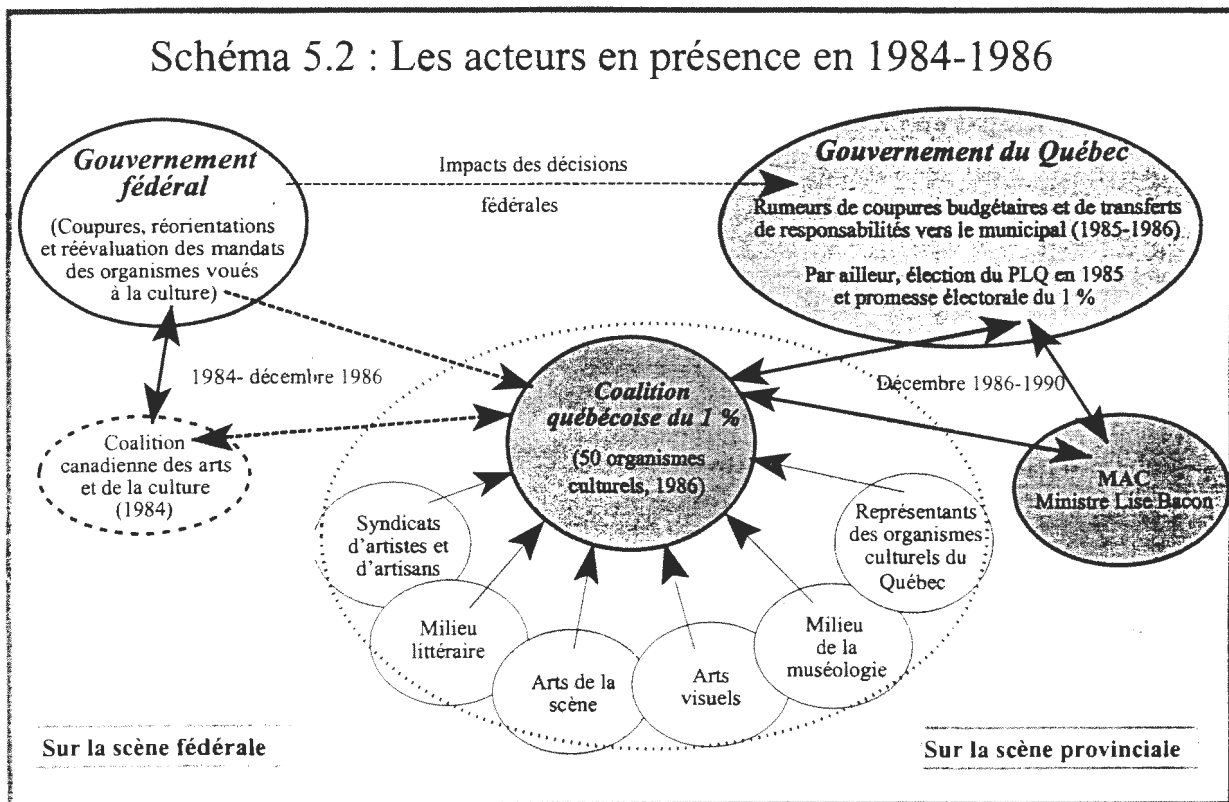 Schéma 5.2 : Les acteurs en présence en 1984-1986
Gouvernement
fédéral
(Coupures, réorientations
et réévaluation des mandats
des organismes voués
à la culture)
Impacts des décisions
fédérales
Gouvernement du Québec
Rumeurs de coupures budgétaires et de transferts
de responsabilités vers le municipal (1985-1986)
Par ailleur, élection du PLQ en 1985
et promesse électorale du 1 %
1984- décembre 1986
Coalition
canadienne des arts
et de la culture
(1984)
Coalition
québécoise du 1 %
(50 organismes
culturels, 1986)
Décembre 1986-1990
MAC
Ministre Lise Bacon
Syndicats
d'artistes et
d'artisans
Milieu
littéraire
Arts de la
scène
Arts
visuels
Milieu
de la
muséologie
Représentants
des organismes
culturels du
Québec
Sur la scène fédérale
Sur la scène provinciale